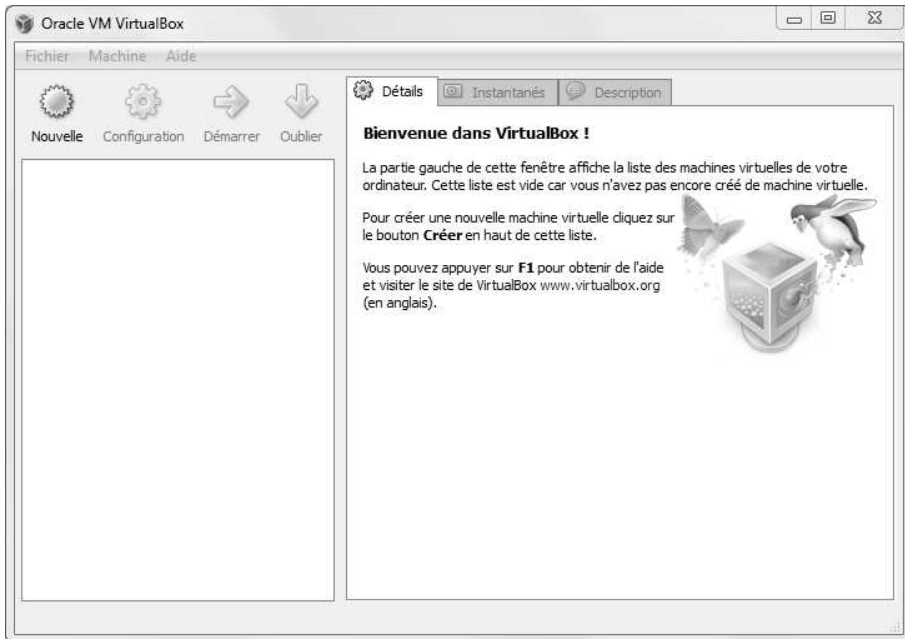 Oracle VM VirtualBox
Fichier Machine Aide
Nouvelle Configuration Démarrer Oublier
Détails Instantanés Description
Bienvenue dans VirtualBox !
La partie gauche de cette fenêtre affiche la liste des machines virtuelles de votre
ordinateur. Cette liste est vide car vous n'avez pas encore créé de machine virtuelle.
Pour créer une nouvelle machine virtuelle cliquez sur
le bouton Créer en haut de cette liste.
Vous pouvez appuyer sur F1 pour obtenir de l'aide
et visiter le site de VirtualBox www.virtualbox.org
(en anglais).